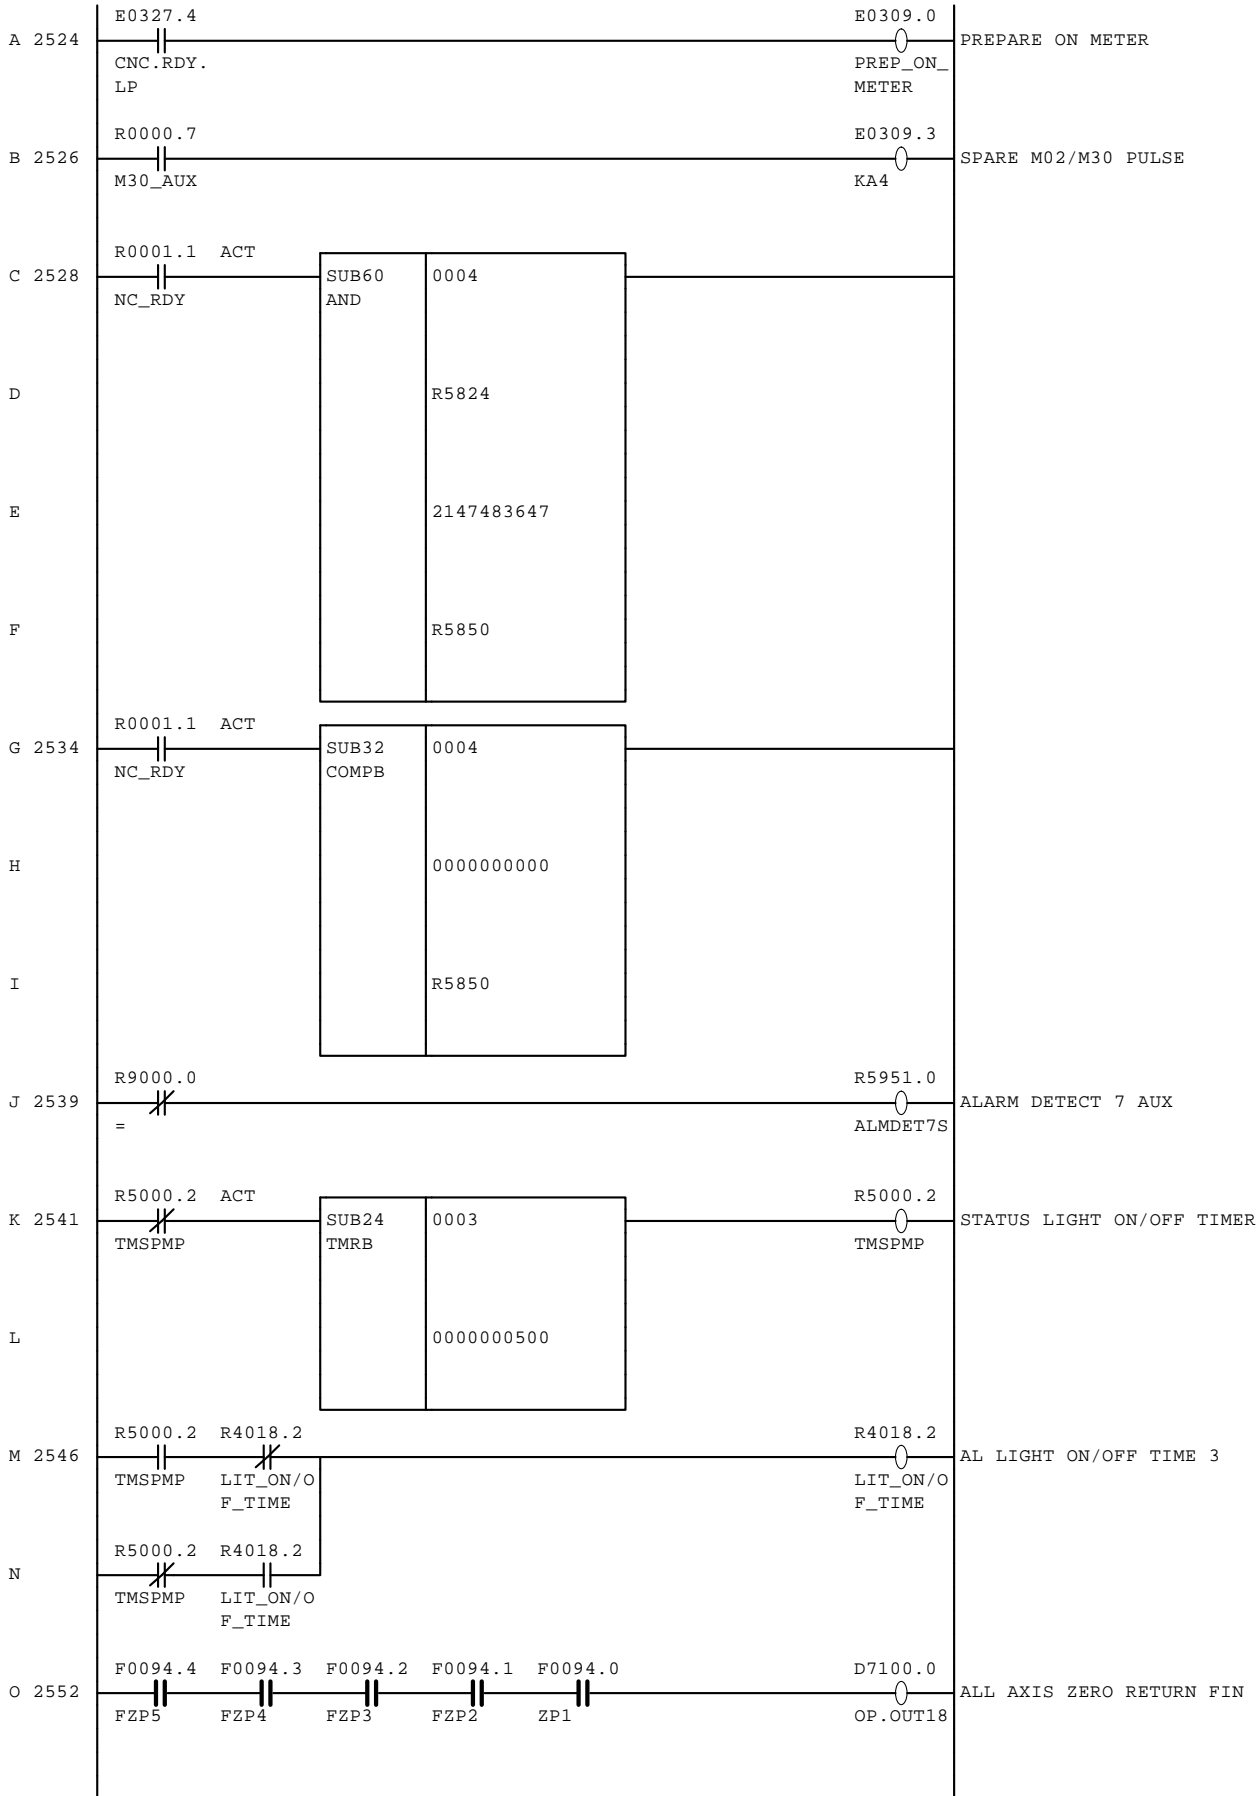 E0327.4 E0309.0
A 2524 PREPARE ON METER
CNC.RDY. PREP_ON_
LP METER
R0000.7 E0309.3
B 2526 SPARE M02/M30 PULSE
M30_AUX KA4
R0001.1 ACT
C 2528 SUB60 0004
NC_RDY AND
D R5824
E 2147483647
F R5850
R0001.1 ACT
G 2534 SUB32 0004
NC_RDY COMPB
H 0000000000
I R5850
R9000.0 R5951.0
J 2539 ALARM DETECT 7 AUX
= ALMDET7S
R5000.2 ACT R5000.2
K 2541 SUB24 0003 STATUS LIGHT ON/OFF TIMER
TMSPMP TMRB TMSPMP
L 0000000500
R5000.2 R4018.2 R4018.2
M 2546 AL LIGHT ON/OFF TIME 3
TMSPMP LIT_ON/O LIT_ON/O
F_TIME F_TIME
R5000.2 R4018.2
N
TMSPMP LIT_ON/O
F_TIME
F0094.4 F0094.3 F0094.2 F0094.1 F0094.0 D7100.0
O 2552 ALL AXIS ZERO RETURN FIN
FZP5 FZP4 FZP3 FZP2 ZP1 OP.OUT18